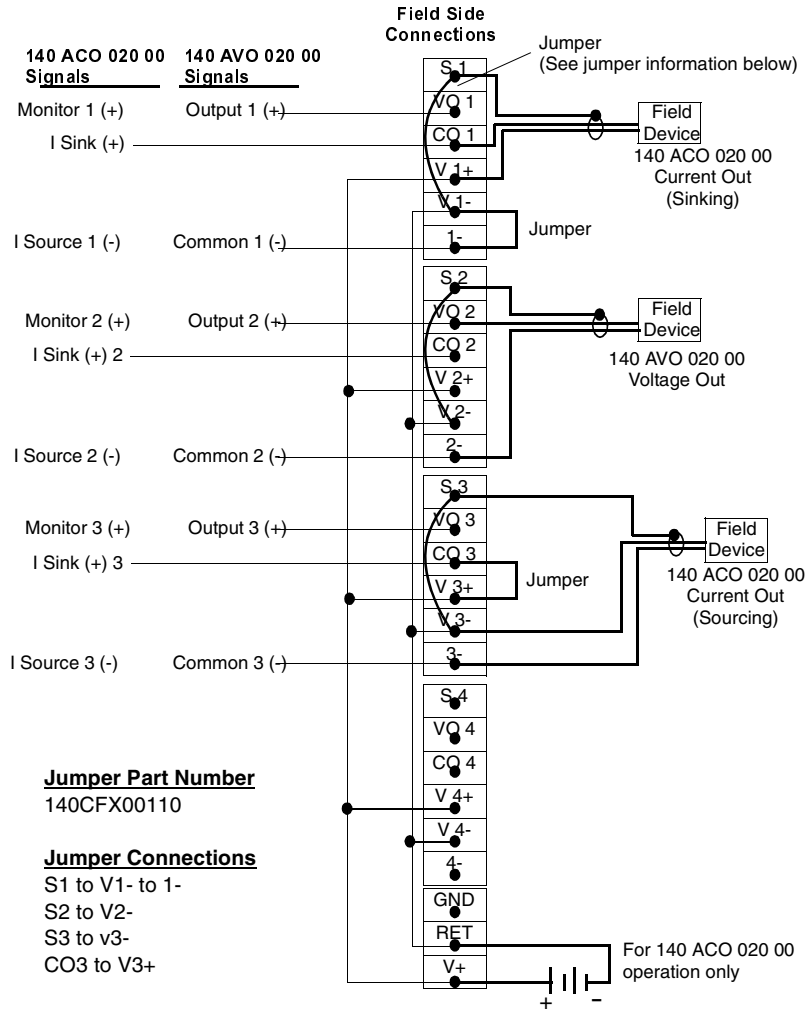 Field Side
Connections
140 ACO 020 00
Signals
140 AVO 020 00
Signals
Jumper
(See jumper information below)
S 1
Monitor 1 (+)
Output 1 (+)
VO 1
I Sink (+)
CO 1
V 1+
V 1-
I Source 1 (-)
Common 1 (-)
1-
Jumper
Field
Device
140 ACO 020 00
Current Out
(Sinking)
S 2
Monitor 2 (+)
Output 2 (+)
VO 2
I Sink (+) 2
CO 2
V 2+
V 2-
I Source 2 (-)
Common 2 (-)
2-
Field
Device
140 AVO 020 00
Voltage Out
S 3
Monitor 3 (+)
Output 3 (+)
VO 3
I Sink (+) 3
CO 3
V 3+
Jumper
V 3-
I Source 3 (-)
Common 3 (-)
3-
Field
Device
140 ACO 020 00
Current Out
(Sourcing)
S 4
VO 4
CO 4
V 4+
V 4-
4-
GND
RET
V+
Jumper Part Number
140CFX00110
Jumper Connections
S1 to V1- to 1-
S2 to V2-
S3 to v3-
CO3 to V3+
For 140 ACO 020 00
operation only
+ –